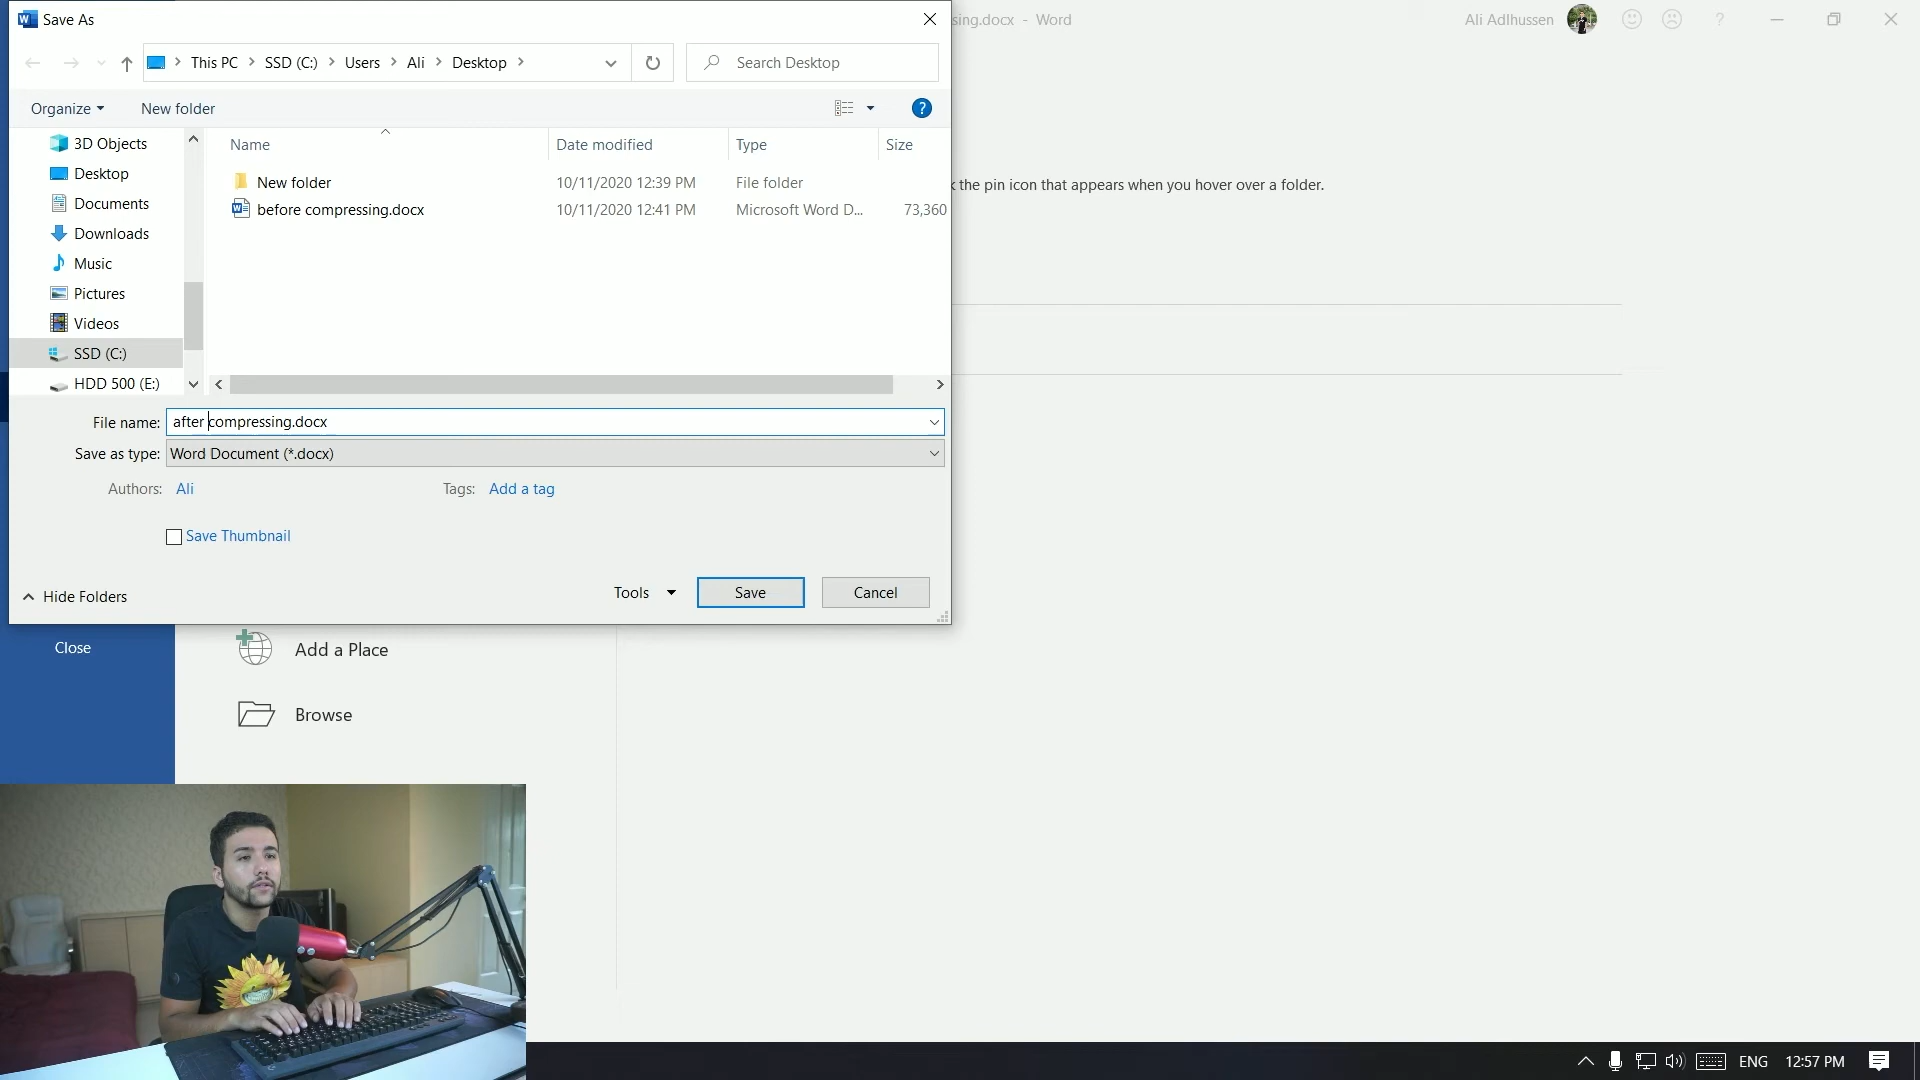 Save As
sing.docx - Word
Ali Adlhussen
?
This PC > SSD (C:) > Users > Ali > Desktop >
Search Desktop
Organize
New folder
?
3D Objects
Desktop
Documents
Downloads
Music
Pictures
Videos
SSD (C:)
HDD 500 (E:)
Name Date modified Type Size
New folder 10/11/2020 12:39 PM File folder
before compressing.docx 10/11/2020 12:41 PM Microsoft Word D... 73,360
the pin icon that appears when you hover over a folder.
File name: after compressing.docx
Save as type: Word Document (*.docx)
Authors: Ali
Tags: Add a tag
Save Thumbnail
Hide Folders
Tools
Save
Cancel
Close
Add a Place
Browse
ENG
12:57 PM